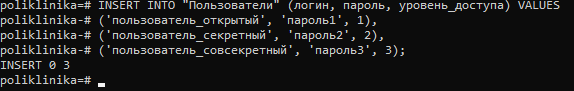 poliklinika=# INSERT INTO "Пользователи" (логин, пароль, уровень_доступа) VALUES
poliklinika-# ('пользователь_открытый', 'пароль1', 1),
poliklinika-# ('пользователь_секретный', 'пароль2', 2),
poliklinika-# ('пользователь_совсекретный', 'пароль3', 3);
INSERT 0 3
poliklinika=#